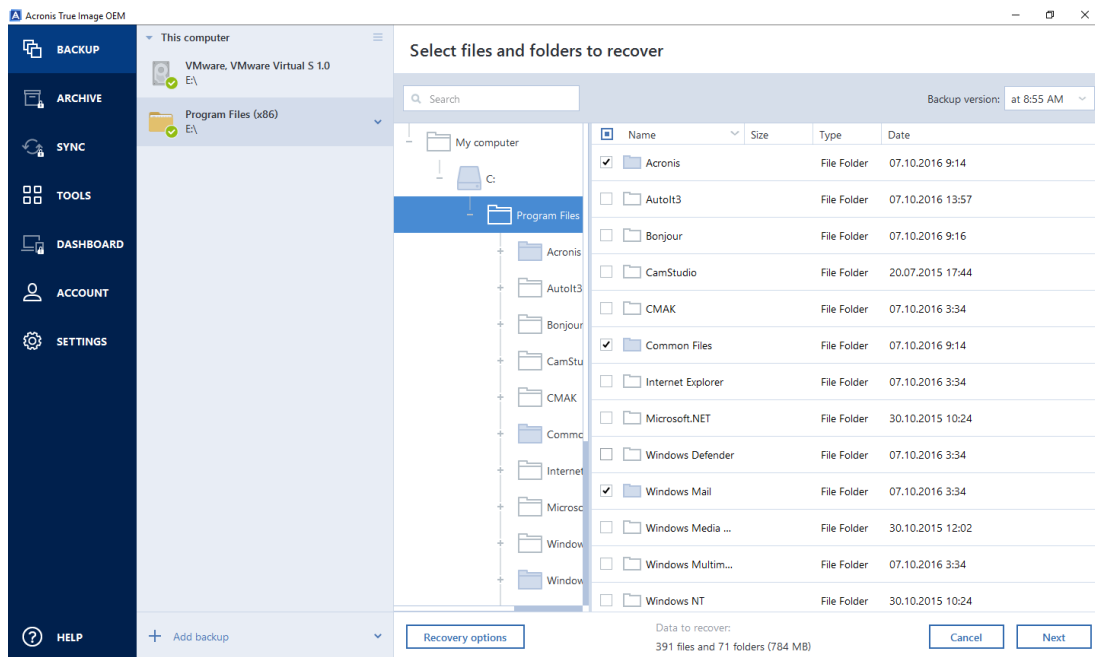 Acronis True Image OEM
BACKUP
ARCHIVE
SYNC
TOOLS
DASHBOARD
ACCOUNT
SETTINGS
HELP
This computer
VMware, VMware Virtual S 1.0
E:\
Program Files (x86)
E:\
Add backup
Select files and folders to recover
Search
Backup version: at 8:55 AM
My computer
C:
Program Files
Acronis
AutoIt3
Bonjour
CamStu
CMAK
Commo
Internet
Microso
Window
Window
Name Size Type Date
Acronis File Folder 07.10.2016 9:14
AutoIt3 File Folder 07.10.2016 13:57
Bonjour File Folder 07.10.2016 9:16
CamStudio File Folder 20.07.2015 17:44
CMAK File Folder 07.10.2016 3:34
Common Files File Folder 07.10.2016 9:14
Internet Explorer File Folder 07.10.2016 3:34
Microsoft.NET File Folder 30.10.2015 10:24
Windows Defender File Folder 07.10.2016 3:34
Windows Mail File Folder 07.10.2016 3:34
Windows Media ... File Folder 30.10.2015 12:02
Windows Multim... File Folder 07.10.2016 3:34
Windows NT File Folder 30.10.2015 10:24
Recovery options
Data to recover:
391 files and 71 folders (784 MB)
Cancel
Next